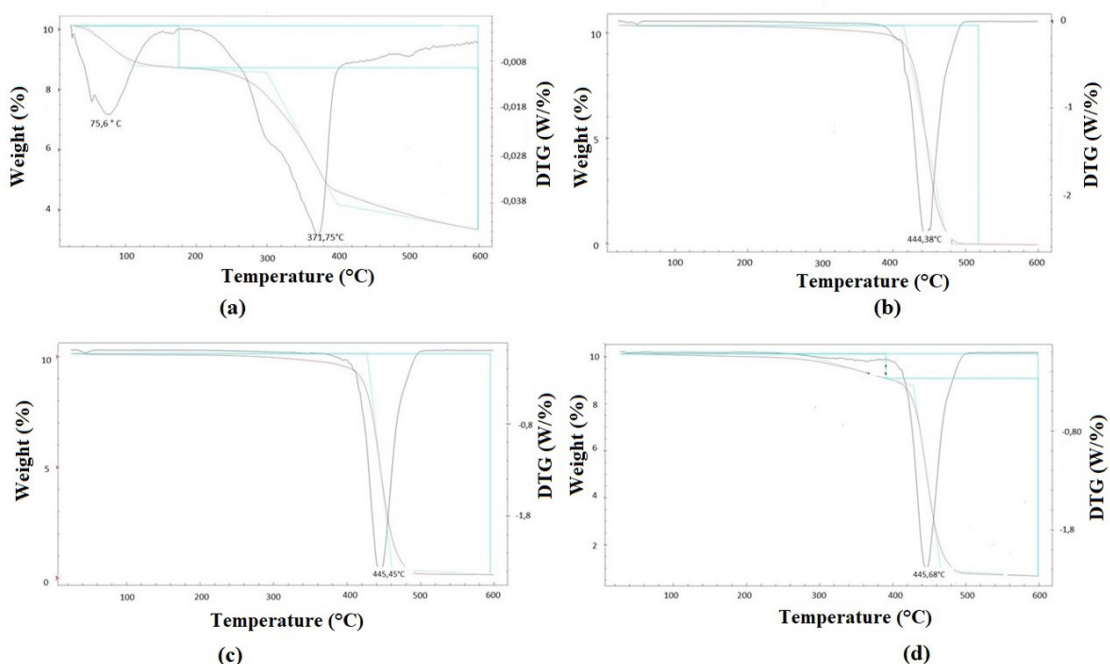 10
8
6
4
Weight (%)
75,6 ° C
371,75°C
-0,008
-0,018
-0,028
-0,038
DTG (W/%)
100 200 300 400 500 600
Temperature (°C)
(a)
10
5
0
Weight (%)
444,38°C
0
-1
-2
DTG (W/%)
100 200 300 400 500 600
Temperature (°C)
(b)
10
5
0
Weight (%)
445,45°C
-0,8
-1,8
DTG (W/%)
100 200 300 400 500 600
Temperature (°C)
(c)
10
8
6
4
2
Weight (%)
445,68°C
-0,80
-1,8
DTG (W/%)
100 200 300 400 500 600
Temperature (°C)
(d)